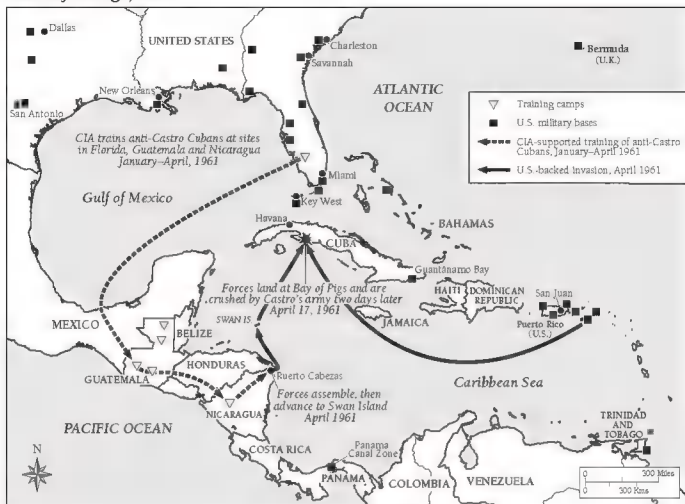 Dallas
UNITED STATES
Charleston
Savannah
Bermuda
(U.K.)
New Orleans
San Antonio
ATLANTIC
OCEAN
Training camps
U.S. military bases
CIA-supported training of anti-Castro
Cubans, January–April 1961
U.S.-backed invasion, April 1961
CIA trains anti-Castro Cubans at sites
in Florida, Guatemala and Nicaragua
January–April, 1961
Miami
Gulf of Mexico
Key West
Havana
BAHAMAS
CUBA
Guantánamo Bay
Forces land at Bay of Pigs and are
crushed by Castro's army two days later
April 17, 1961
HAITI
DOMINICAN
REPUBLIC
San Juan
Puerto Rico
(U.S.)
JAMAICA
MEXICO
BELIZE
SWAN IS.
HONDURAS
GUATEMALA
Puerto Cabezas
Caribbean Sea
Forces assemble, then
advance to Swan Island
April 1961
NICARAGUA
PACIFIC OCEAN
TRINIDAD
AND
TOBAGO
N
COSTA RICA
Panama
Canal Zone
PANAMA
COLOMBIA
VENEZUELA
0 300 Miles
0 300 Kms